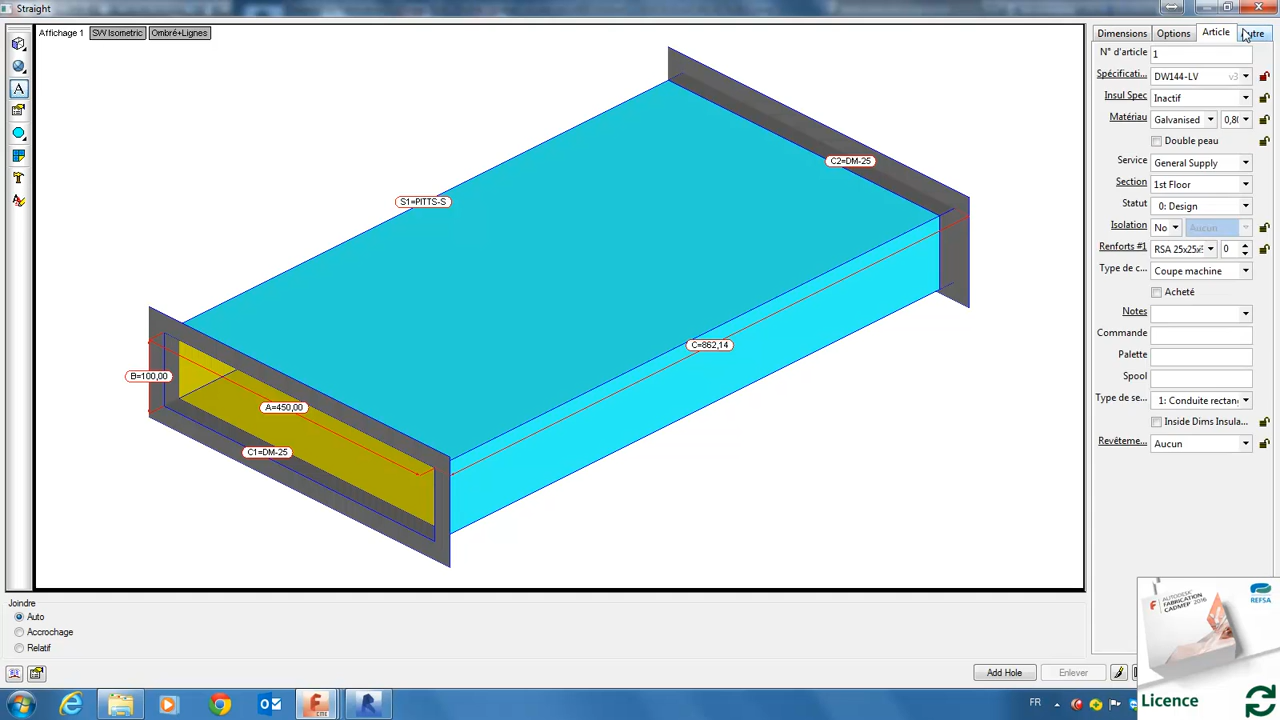 Straight
Affichage 1
SW Isometric
Ombré+Lignes
Dimensions
Options
Article
utre
N° d'article
1
Spécificati...
DW144-LV
v3
Insul Spec
Inactif
Matériau
Galvanised
0,80
Double peau
Service
General Supply
Section
1st Floor
Statut
0: Design
Isolation
No
Aucun
Renforts #1
RSA 25x25x
0
Type de c...
Coupe machine
Acheté
Notes
Commande
Palette
Spool
Type de se...
1: Conduite rectan
Inside Dims Insula...
Revêteme...
Aucun
C2=DM-25
S1=PITTS-S
C=862,14
B=100,00
A=450,00
C1=DM-25
Joindre
Auto
Accrochage
Relatif
Add Hole
Enlever
AUTODESK
FABRICATION
CADMEP 2016
REFSA
Licence
FR